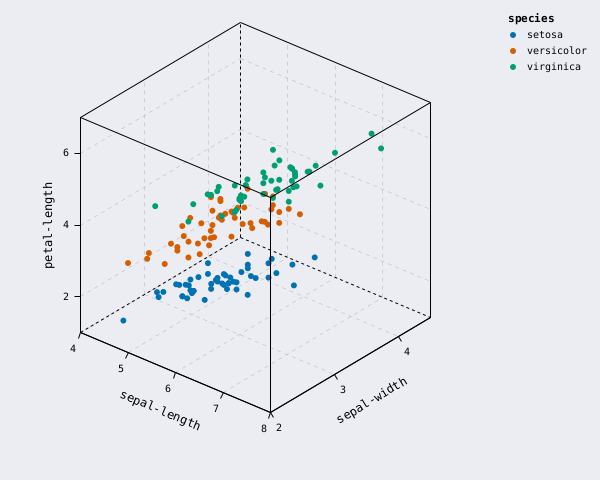 species
setosa
versicolor
virginica
petal-length
6
4
2
4
5
6
7
8
sepal-length
2
3
4
sepal-width